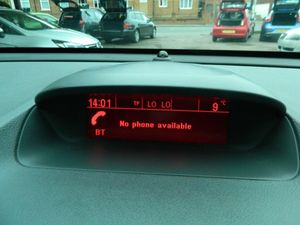 14:01 TP LO LO 9 °C
No phone available
BT